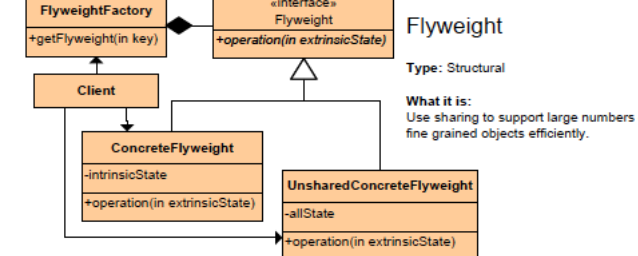 FlyweightFactory
+getFlyweight(in key)
«interface»
Flyweight
+operation(in extrinsicState)
Client
ConcreteFlyweight
-intrinsicState
+operation(in extrinsicState)
UnsharedConcreteFlyweight
-allState
+operation(in extrinsicState)
Flyweight
Type: Structural
What it is:
Use sharing to support large numbers
fine grained objects efficiently.